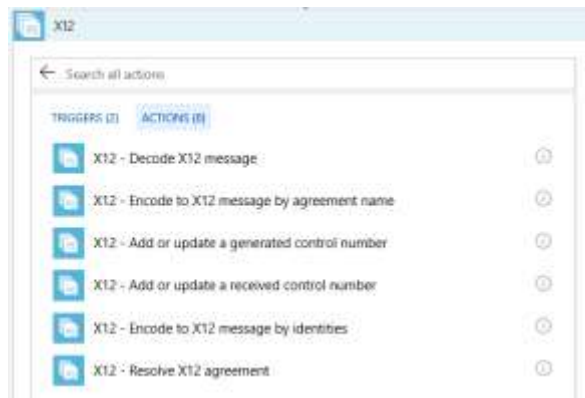 X12
Search all actions
TRIGGERS (2) ACTIONS (6)
X12 - Decode X12 message
X12 - Encode to X12 message by agreement name
X12 - Add or update a generated control number
X12 - Add or update a received control number
X12 - Encode to X12 message by identities
X12 - Resolve X12 agreement